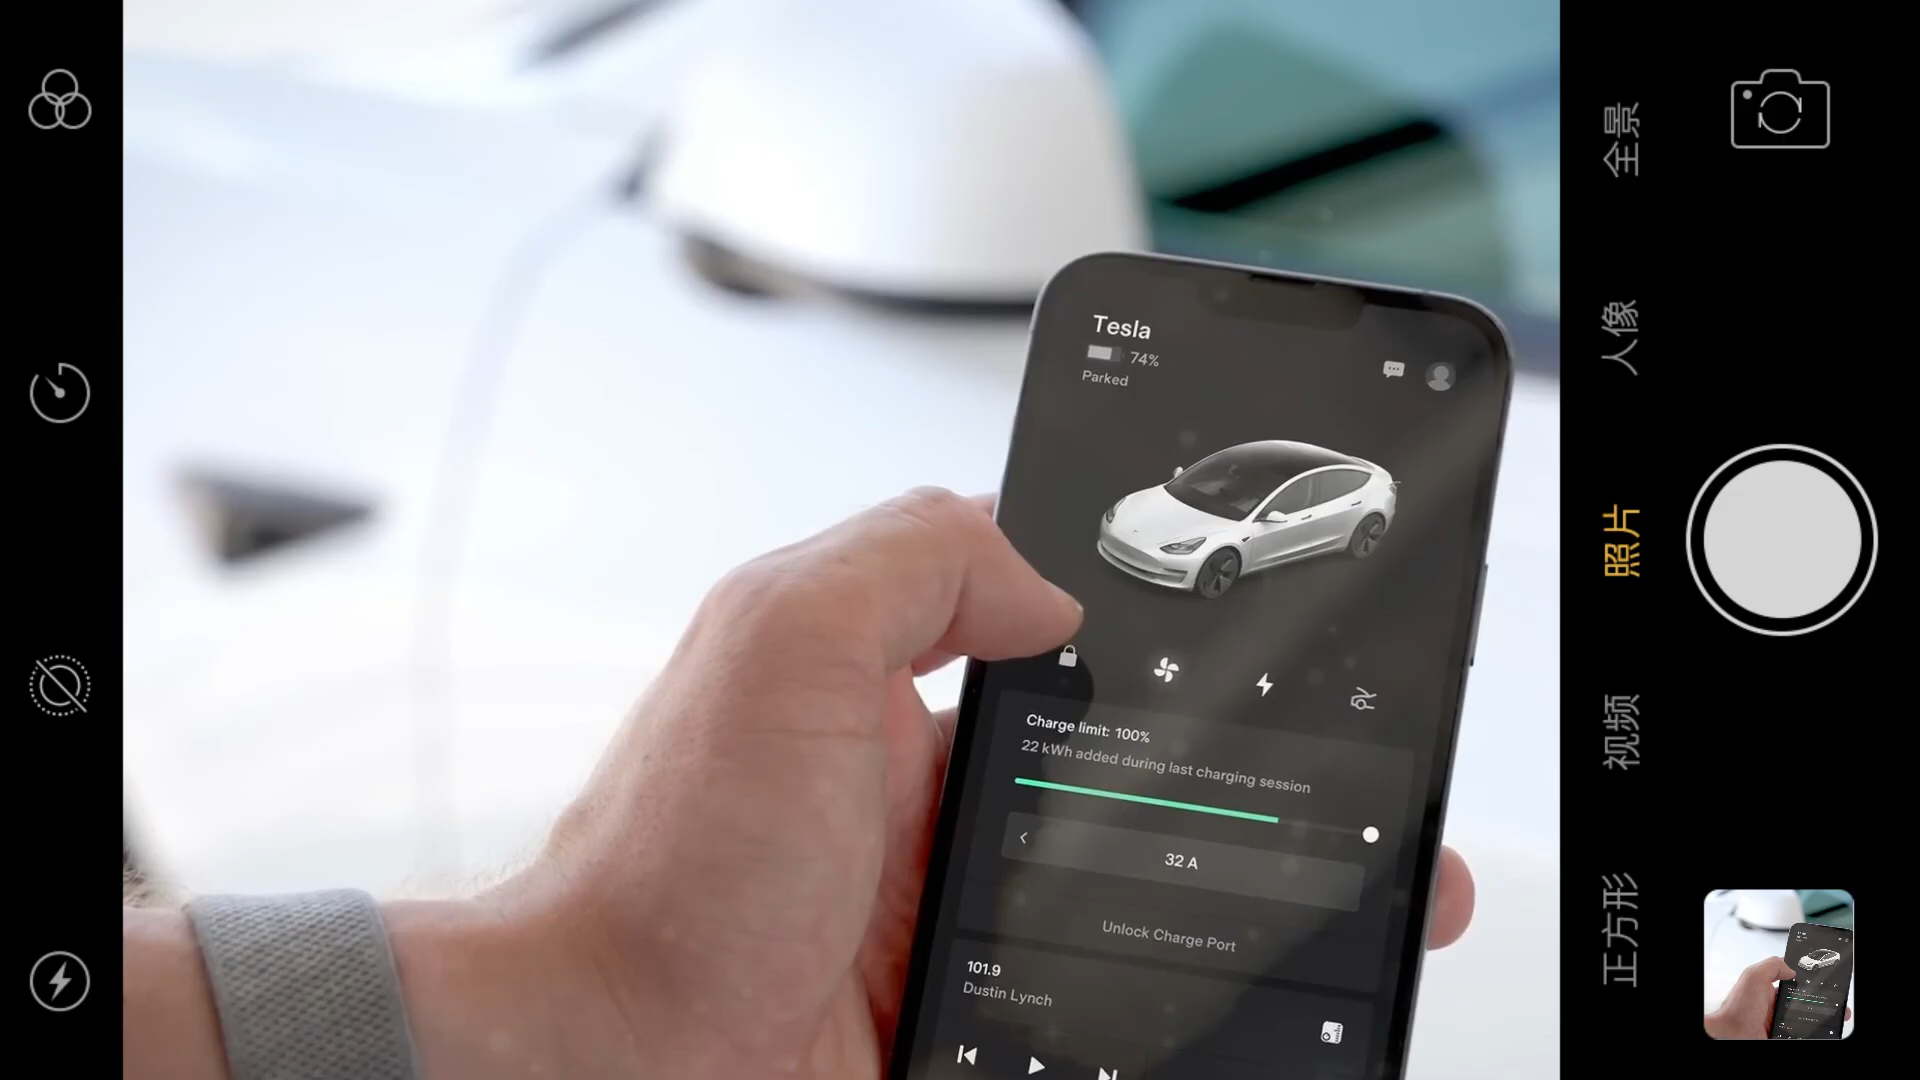 Tesla
74%
Parked
Charge limit: 100%
22 kWh added during last charging session
32 A
Unlock Charge Port
101.9
Dustin Lynch
全景
人像
照片
视频
正方形